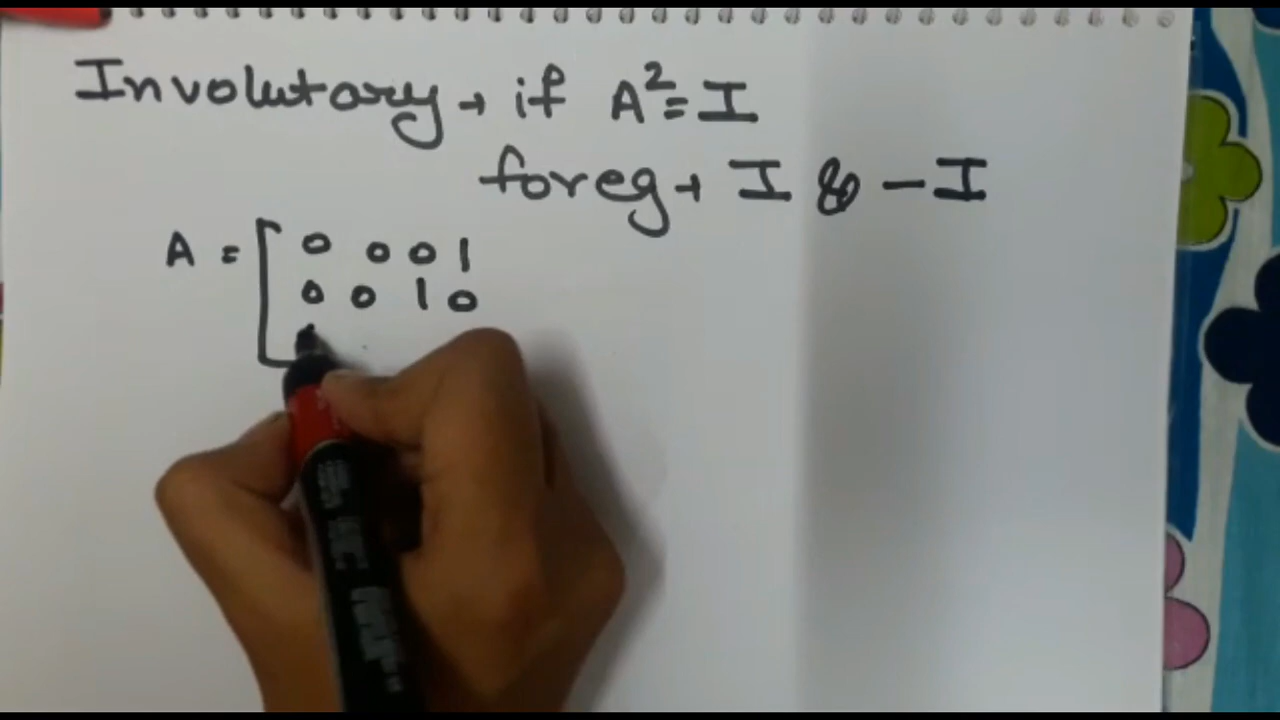 Involutory → if A²=I
for eg → I & -I
A = [ 0 0 0 1
0 0 1 0